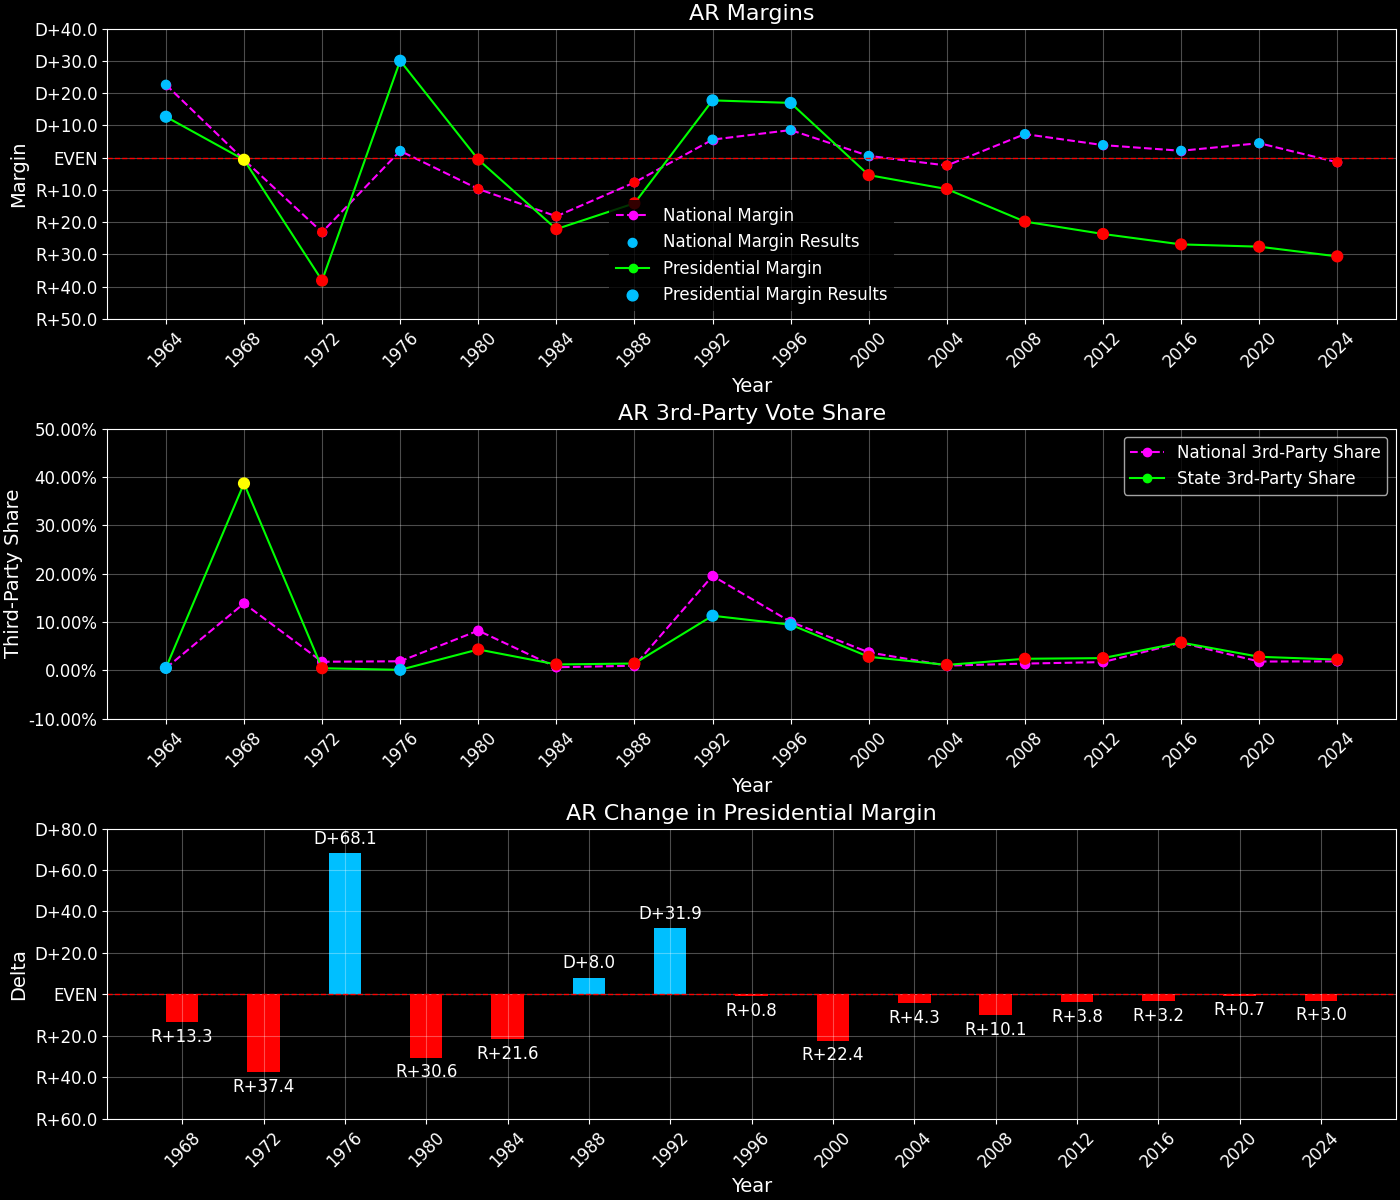 AR Margins
D+40.0
D+30.0
D+20.0
D+10.0
EVEN
R+10.0
R+20.0
R+30.0
R+40.0
R+50.0
Margin
National Margin
National Margin Results
Presidential Margin
Presidential Margin Results
1964 1968 1972 1976 1980 1984 1988 1992 1996 2000 2004 2008 2012 2016 2020 2024
Year
AR 3rd-Party Vote Share
50.00%
40.00%
30.00%
20.00%
10.00%
0.00%
-10.00%
Third-Party Share
National 3rd-Party Share
State 3rd-Party Share
1964 1968 1972 1976 1980 1984 1988 1992 1996 2000 2004 2008 2012 2016 2020 2024
Year
AR Change in Presidential Margin
D+80.0
D+60.0
D+40.0
D+20.0
EVEN
R+20.0
R+40.0
R+60.0
Delta
R+13.3
R+37.4
D+68.1
R+30.6
R+21.6
D+8.0
D+31.9
R+0.8
R+22.4
R+4.3
R+10.1
R+3.8
R+3.2
R+0.7
R+3.0
1968 1972 1976 1980 1984 1988 1992 1996 2000 2004 2008 2012 2016 2020 2024
Year